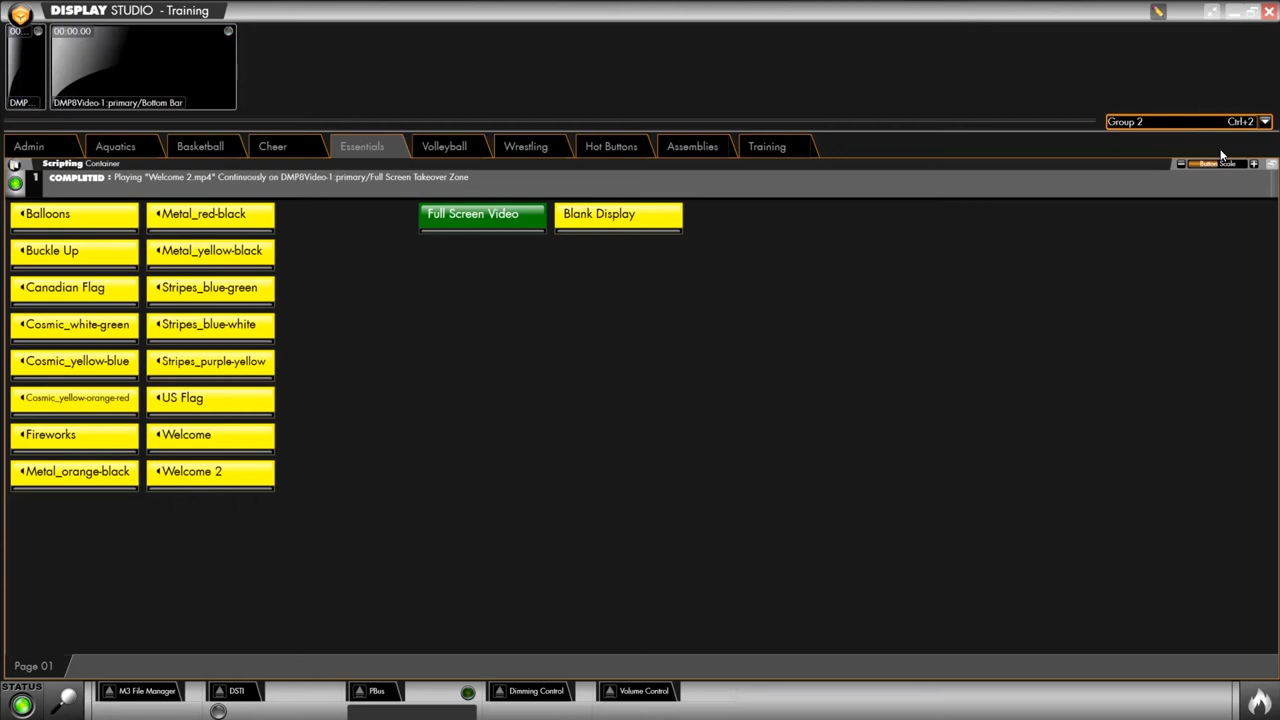 DISPLAY STUDIO - Training
00... 00:00.00
DMP... DMP8Video-1:primary/Bottom Bar
Group 2 Ctrl+2
Admin Aquatics Basketball Cheer Essentials Volleyball Wrestling Hot Buttons Assemblies Training
Scripting Container Button Scale
1 COMPLETED : Playing "Welcome 2.mp4" Continuously on DMP8Video-1:primary/Full Screen Takeover Zone
Balloons Metal_red-black Full Screen Video Blank Display
Buckle Up Metal_yellow-black
Canadian Flag Stripes_blue-green
Cosmic_white-green Stripes_blue-white
Cosmic_yellow-blue Stripes_purple-yellow
Cosmic_yellow-orange-red US Flag
Fireworks Welcome
Metal_orange-black Welcome 2
Page 01
STATUS M3 File Manager DSTI PBus Dimming Control Volume Control